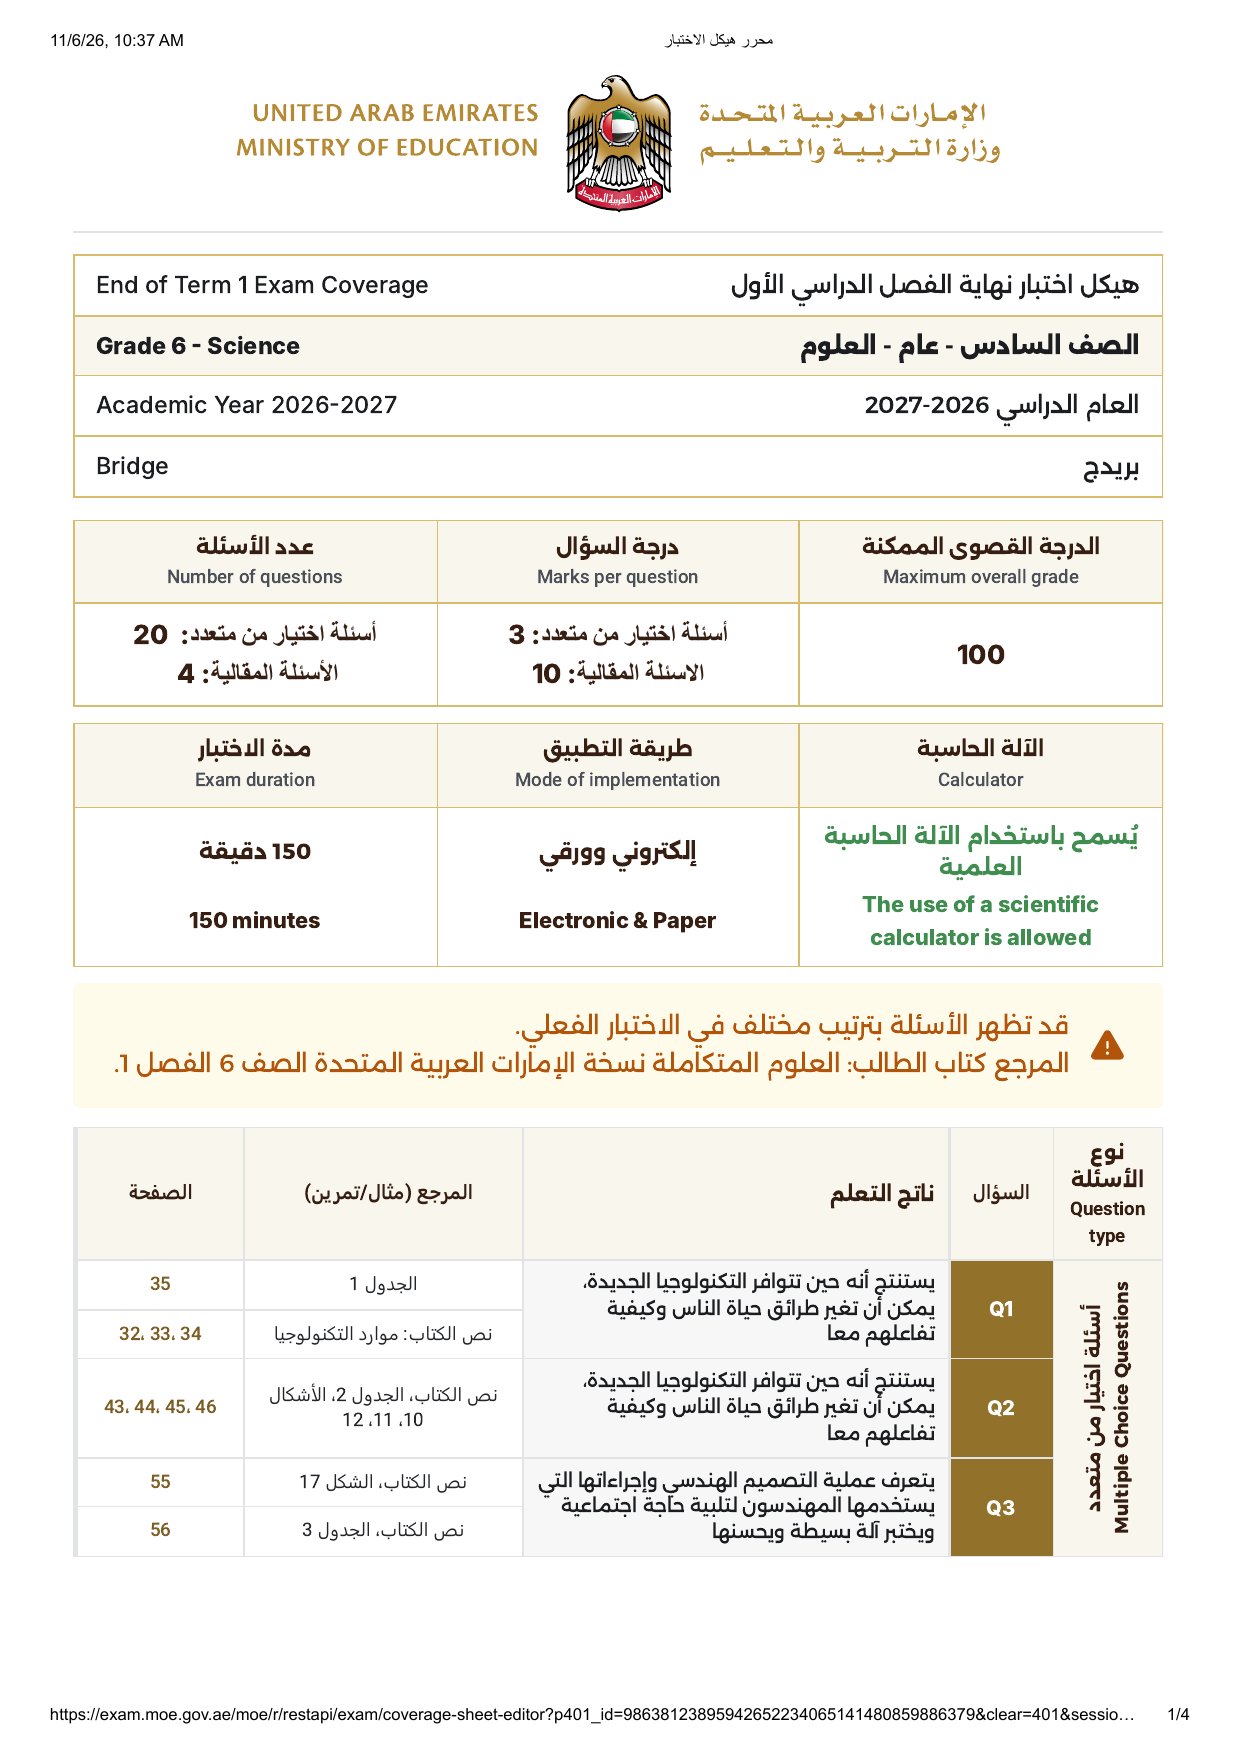 11/6/26, 10:37 AM
محرر هيكل الاختبار
UNITED ARAB EMIRATES
MINISTRY OF EDUCATION
الإمارات العربية المتحدة
وزارة التربية والتعليم
الإمارات العربية المتحدة
End of Term 1 Exam Coverage
هيكل اختبار نهاية الفصل الدراسي الأول
Grade 6 - Science
الصف السادس - عام - العلوم
Academic Year 2026-2027
العام الدراسي 2026-2027
Bridge
بريدج
الدرجة القصوى الممكنة
Maximum overall grade
درجة السؤال
Marks per question
عدد الأسئلة
Number of questions
100
أسئلة اختيار من متعدد: 3
الاسئلة المقالية: 10
أسئلة اختيار من متعدد: 20
الأسئلة المقالية: 4
الآلة الحاسبة
Calculator
طريقة التطبيق
Mode of implementation
مدة الاختبار
Exam duration
يُسمح باستخدام الآلة الحاسبة
العلمية
The use of a scientific
calculator is allowed
إلكتروني وورقي
Electronic & Paper
150 دقيقة
150 minutes
قد تظهر الأسئلة بترتيب مختلف في الاختبار الفعلي.
المرجع كتاب الطالب: العلوم المتكاملة نسخة الإمارات العربية المتحدة الصف 6 الفصل 1.
نوع
الأسئلة
Question
type
السؤال
ناتج التعلم
المرجع (مثال/تمرين)
الصفحة
أسئلة اختيار من متعدد
Multiple Choice Questions
Q1
يستنتج أنه حين تتوافر التكنولوجيا الجديدة،
يمكن أن تغير طرائق حياة الناس وكيفية
تفاعلهم معا
الجدول 1
35
نص الكتاب: موارد التكنولوجيا
32، 33، 34
Q2
يستنتج أنه حين تتوافر التكنولوجيا الجديدة،
يمكن أن تغير طرائق حياة الناس وكيفية
تفاعلهم معا
نص الكتاب، الجدول 2، الأشكال
10، 11، 12
43، 44، 45، 46
Q3
يتعرف عملية التصميم الهندسي وإجراءاتها التي
يستخدمها المهندسون لتلبية حاجة اجتماعية
ويختبر آلة بسيطة ويحسنها
نص الكتاب، الشكل 17
55
نص الكتاب، الجدول 3
56
https://exam.moe.gov.ae/moe/r/restapi/exam/coverage-sheet-editor?p401_id=98638123895942652234065141480859886379&clear=401&sessio...
1/4